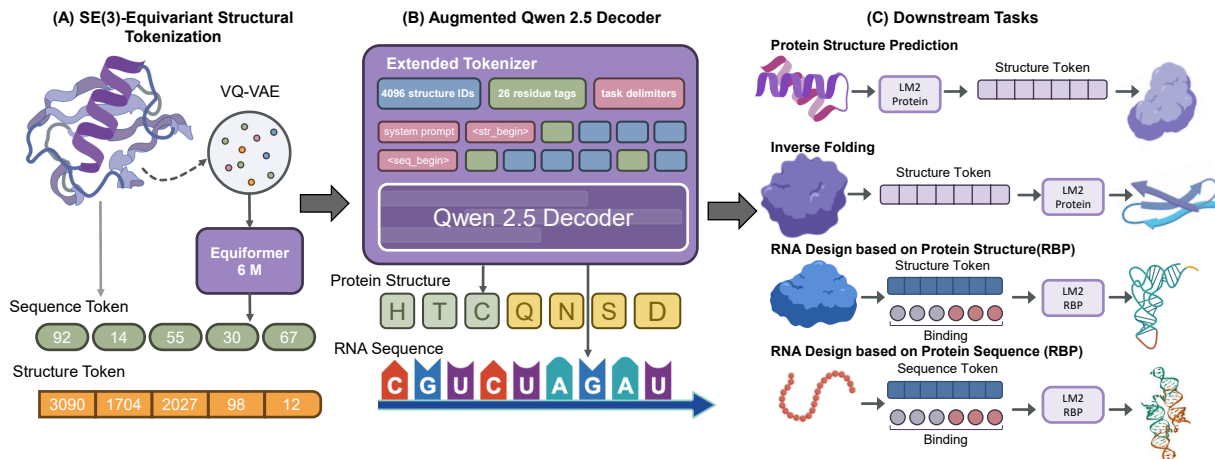 (A) SE(3)-Equivariant Structural
Tokenization
VQ-VAE
Equiformer
6 M
Sequence Token
92 14 55 30 67
Structure Token
3090 1704 2027 98 12
(B) Augmented Qwen 2.5 Decoder
Extended Tokenizer
4096 structure IDs 26 residue tags task delimiters
system prompt <str_begin>
<seq_begin>
Qwen 2.5 Decoder
Protein Structure
H T C Q N S D
RNA Sequence
C G U C U A G A U
(C) Downstream Tasks
Protein Structure Prediction
Structure Token
LM2
Protein
Inverse Folding
Structure Token
LM2
Protein
RNA Design based on Protein Structure(RBP)
Structure Token
LM2
RBP
Binding
RNA Design based on Protein Sequence (RBP)
Sequence Token
LM2
RBP
Binding